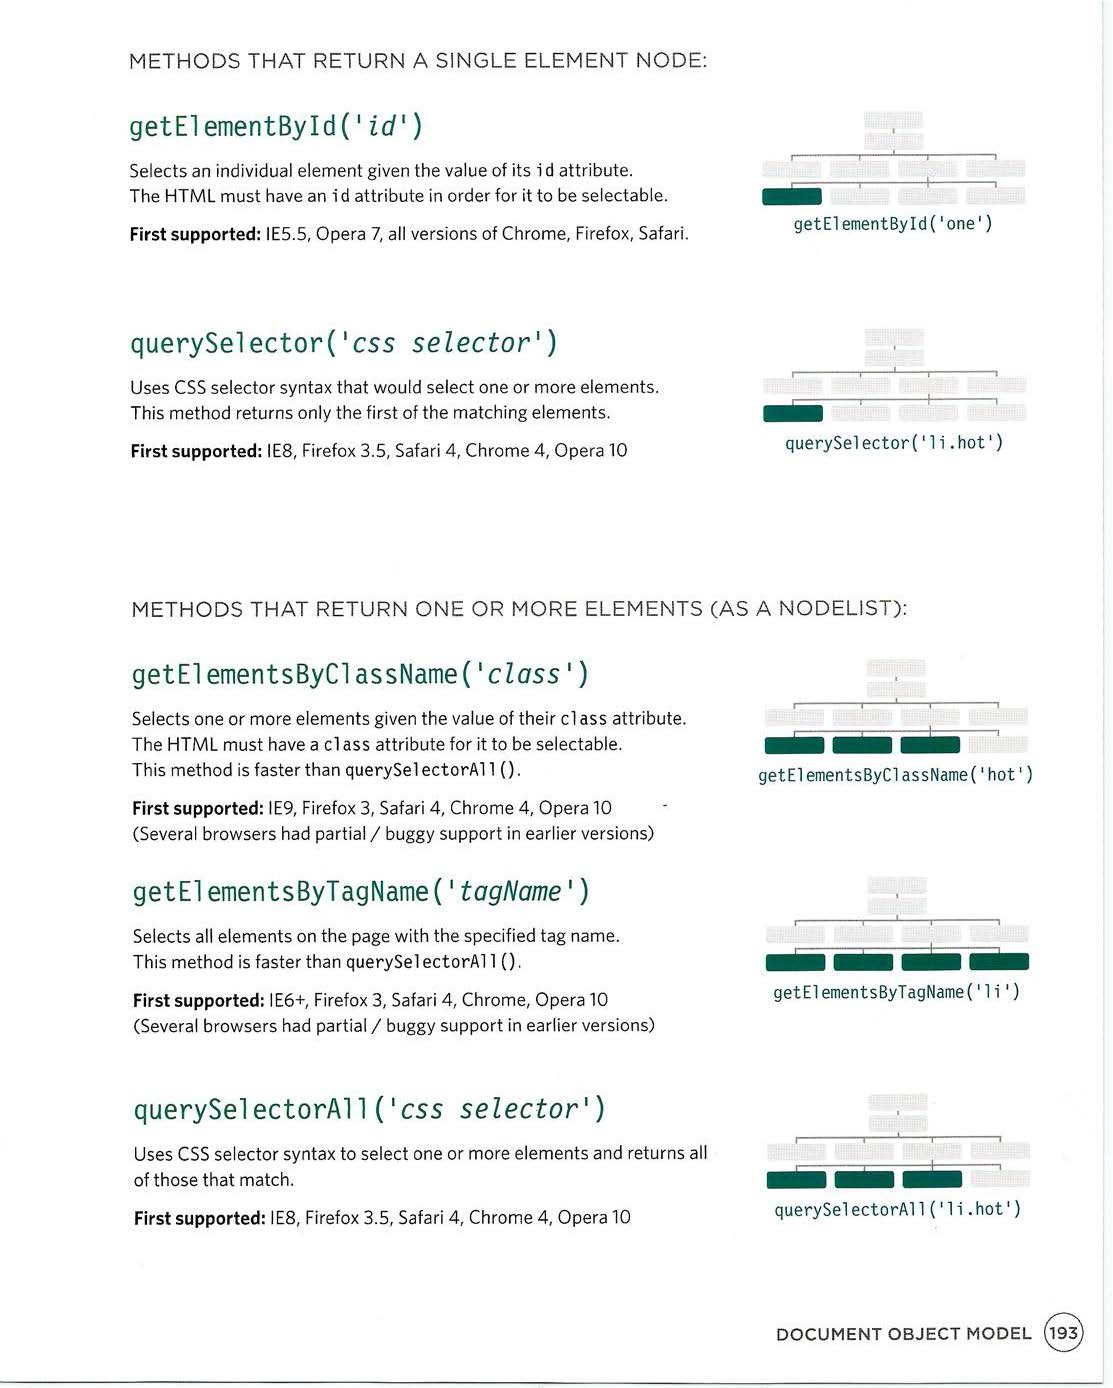 METHODS THAT RETURN A SINGLE ELEMENT NODE:
getElementById('id')
Selects an individual element given the value of its id attribute.
The HTML must have an id attribute in order for it to be selectable.
First supported: IE5.5, Opera 7, all versions of Chrome, Firefox, Safari.
getElementById('one')
querySelector('css selector')
Uses CSS selector syntax that would select one or more elements.
This method returns only the first of the matching elements.
First supported: IE8, Firefox 3.5, Safari 4, Chrome 4, Opera 10
querySelector('li.hot')
METHODS THAT RETURN ONE OR MORE ELEMENTS (AS A NODELIST):
getElementsByClassName('class')
Selects one or more elements given the value of their class attribute.
The HTML must have a class attribute for it to be selectable.
This method is faster than querySelectorAll().
First supported: IE9, Firefox 3, Safari 4, Chrome 4, Opera 10
(Several browsers had partial / buggy support in earlier versions)
getElementsByClassName('hot')
getElementsByTagName('tagName')
Selects all elements on the page with the specified tag name.
This method is faster than querySelectorAll().
First supported: IE6+, Firefox 3, Safari 4, Chrome, Opera 10
(Several browsers had partial / buggy support in earlier versions)
getElementsByTagName('li')
querySelectorAll('css selector')
Uses CSS selector syntax to select one or more elements and returns all
of those that match.
First supported: IE8, Firefox 3.5, Safari 4, Chrome 4, Opera 10
querySelectorAll('li.hot')
DOCUMENT OBJECT MODEL 193